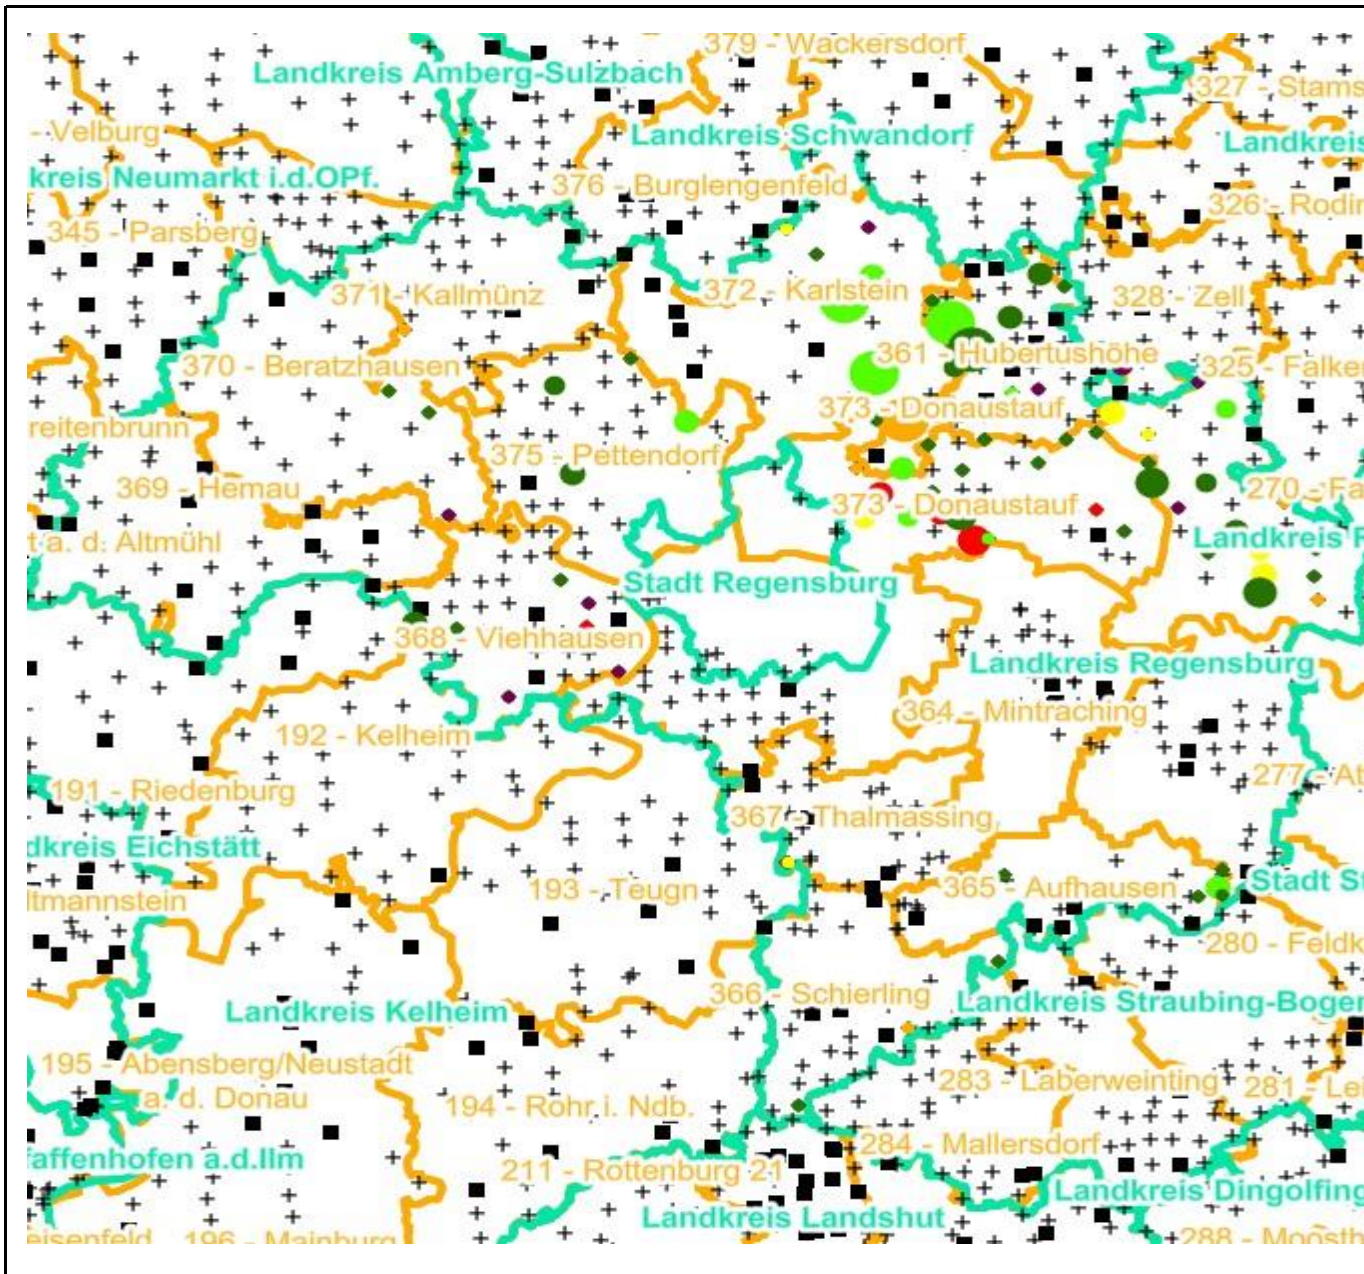 379 - Wackersdorf
Landkreis Amberg-Sulzbach
327 - Stams
- Velburg
Landkreis Schwandorf
Landkreis
kreis Neumarkt i.d.OPf.
376 - Burglengenfeld
326 - Rodin
345 - Parsberg
371 - Kallmünz
372 - Karlstein
328 - Zell
370 - Beratzhausen
361 - Hubertushöhe
325 - Falken
373 - Donaustauf
reitenbrunn
375 - Pettendorf
369 - Hemau
373 - Donaustauf
270 - Fa
t a. d. Altmühl
Landkreis R
Stadt Regensburg
368 - Viehhausen
Landkreis Regensburg
364 - Mintraching
192 - Kelheim
191 - Riedenburg
277 - At
367 - Thalmassing
dkreis Eichstätt
193 - Teugn
365 - Aufhausen
Stadt St
ltmannstein
280 - Feldk
366 - Schierling
Landkreis Straubing-Bogen
Landkreis Kelheim
195 - Abensberg/Neustadt
a. d. Donau
283 - Laberweinting
281 - Lei
194 - Rohr i. Ndb.
284 - Mallersdorf
faffenhofen a.d.Ilm
211 - Rottenburg 21
Landkreis Dingolfing
Landkreis Landshut
eisenfeld
196 - Mainburg
288 - Moosth